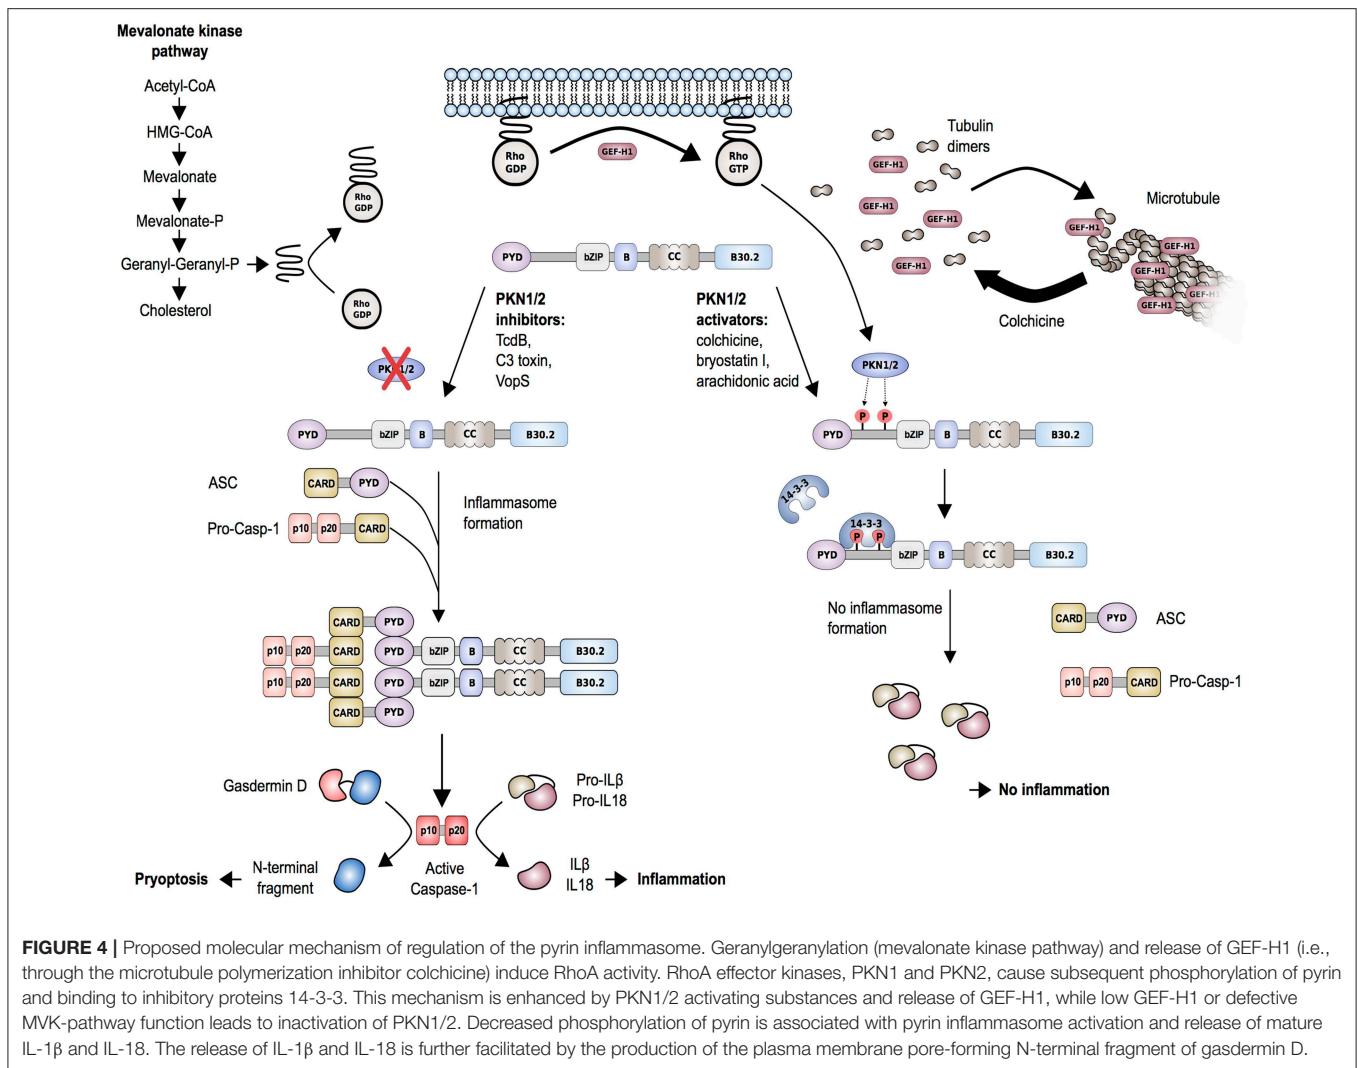 Mevalonate kinase
pathway
Acetyl-CoA
HMG-CoA
Mevalonate
Mevalonate-P
Geranyl-Geranyl-P
Cholesterol
Rho
GDP
Rho
GDP
Rho
GDP
GEF-H1
Rho
GTP
Tubulin
dimers
GEF-H1
GEF-H1
GEF-H1
GEF-H1
Microtubule
GEF-H1
GEF-H1
GEF-H1
GEF-H1
GEF-H1
Colchicine
PYD bZIP B CC B30.2
PKN1/2
inhibitors:
TcdB,
C3 toxin,
VopS
PKN1/2
activators:
colchicine,
bryostatin I,
arachidonic acid
PKN1/2
PKN1/2
P P
PYD bZIP B CC B30.2
PYD bZIP B CC B30.2
ASC
CARD PYD
Pro-Casp-1
p10 p20 CARD
Inflammasome
formation
14-3-3
14-3-3
P P
PYD bZIP B CC B30.2
No inflammasome
formation
CARD PYD
ASC
p10 p20 CARD
Pro-Casp-1
CARD PYD
p10 p20 CARD PYD bZIP B CC B30.2
p10 p20 CARD PYD bZIP B CC B30.2
CARD PYD
No inflammation
Gasdermin D
Pro-ILβ
Pro-IL18
p10 p20
Active
Caspase-1
Pryoptosis
N-terminal
fragment
ILβ
IL18
Inflammation
FIGURE 4 | Proposed molecular mechanism of regulation of the pyrin inflammasome. Geranylgeranylation (mevalonate kinase pathway) and release of GEF-H1 (i.e.,
through the microtubule polymerization inhibitor colchicine) induce RhoA activity. RhoA effector kinases, PKN1 and PKN2, cause subsequent phosphorylation of pyrin
and binding to inhibitory proteins 14-3-3. This mechanism is enhanced by PKN1/2 activating substances and release of GEF-H1, while low GEF-H1 or defective
MVK-pathway function leads to inactivation of PKN1/2. Decreased phosphorylation of pyrin is associated with pyrin inflammasome activation and release of mature
IL-1β and IL-18. The release of IL-1β and IL-18 is further facilitated by the production of the plasma membrane pore-forming N-terminal fragment of gasdermin D.